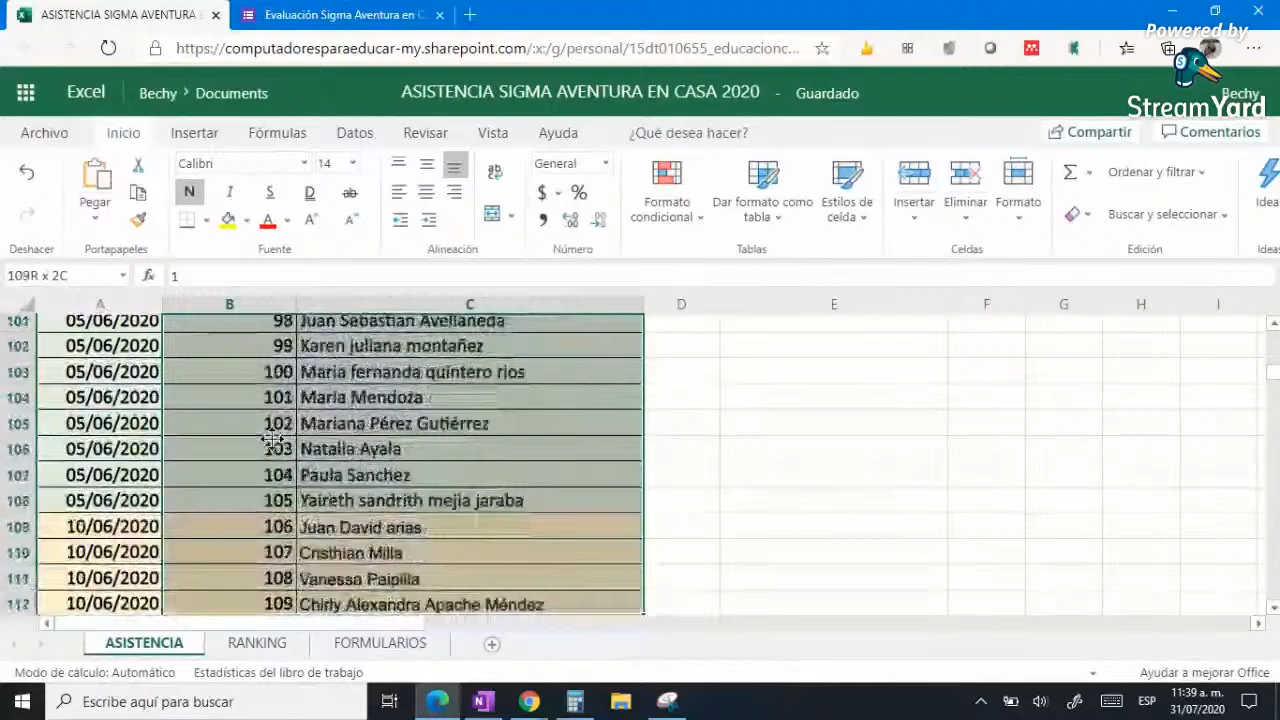 ASISTENCIA SIGMA AVENTURA
Evaluación Sigma Aventura en C
https://computadoresparaeducar-my.sharepoint.com/:x:/g/personal/15dt010655_educacionc...
Powered by
StreamYard
Excel
Bechy > Documents
ASISTENCIA SIGMA AVENTURA EN CASA 2020 - Guardado
Bechy
Archivo Inicio Insertar Fórmulas Datos Revisar Vista Ayuda ¿Qué desea hacer? Compartir Comentarios
Pegar
Calibri 14
N I S D ab
General
$ %
Formato condicional
Dar formato como tabla
Estilos de celda
Insertar Eliminar Formato
Ordenar y filtrar
Buscar y seleccionar
Idea
Deshacer Portapapeles Fuente Alineación Número Tablas Celdas Edición Ideas
109R x 2C fx 1
A B C D E F G H I
101 05/06/2020 98 Juan Sebastian Avellaneda
102 05/06/2020 99 Karen juliana montañez
103 05/06/2020 100 Maria fernanda quintero rios
104 05/06/2020 101 María Mendoza
105 05/06/2020 102 Mariana Pérez Gutiérrez
106 05/06/2020 103 Natalia Ayala
107 05/06/2020 104 Paula Sanchez
108 05/06/2020 105 Yaireth sandrith mejia jaraba
109 10/06/2020 106 Juan David arias
110 10/06/2020 107 Cristhian Milla
111 10/06/2020 108 Vanessa Paipilla
112 10/06/2020 109 Chirly Alexandra Apache Méndez
ASISTENCIA RANKING FORMULARIOS
Modo de cálculo: Automático Estadísticas del libro de trabajo Ayudar a mejorar Office
Escribe aquí para buscar
ESP
11:39 a. m.
31/07/2020